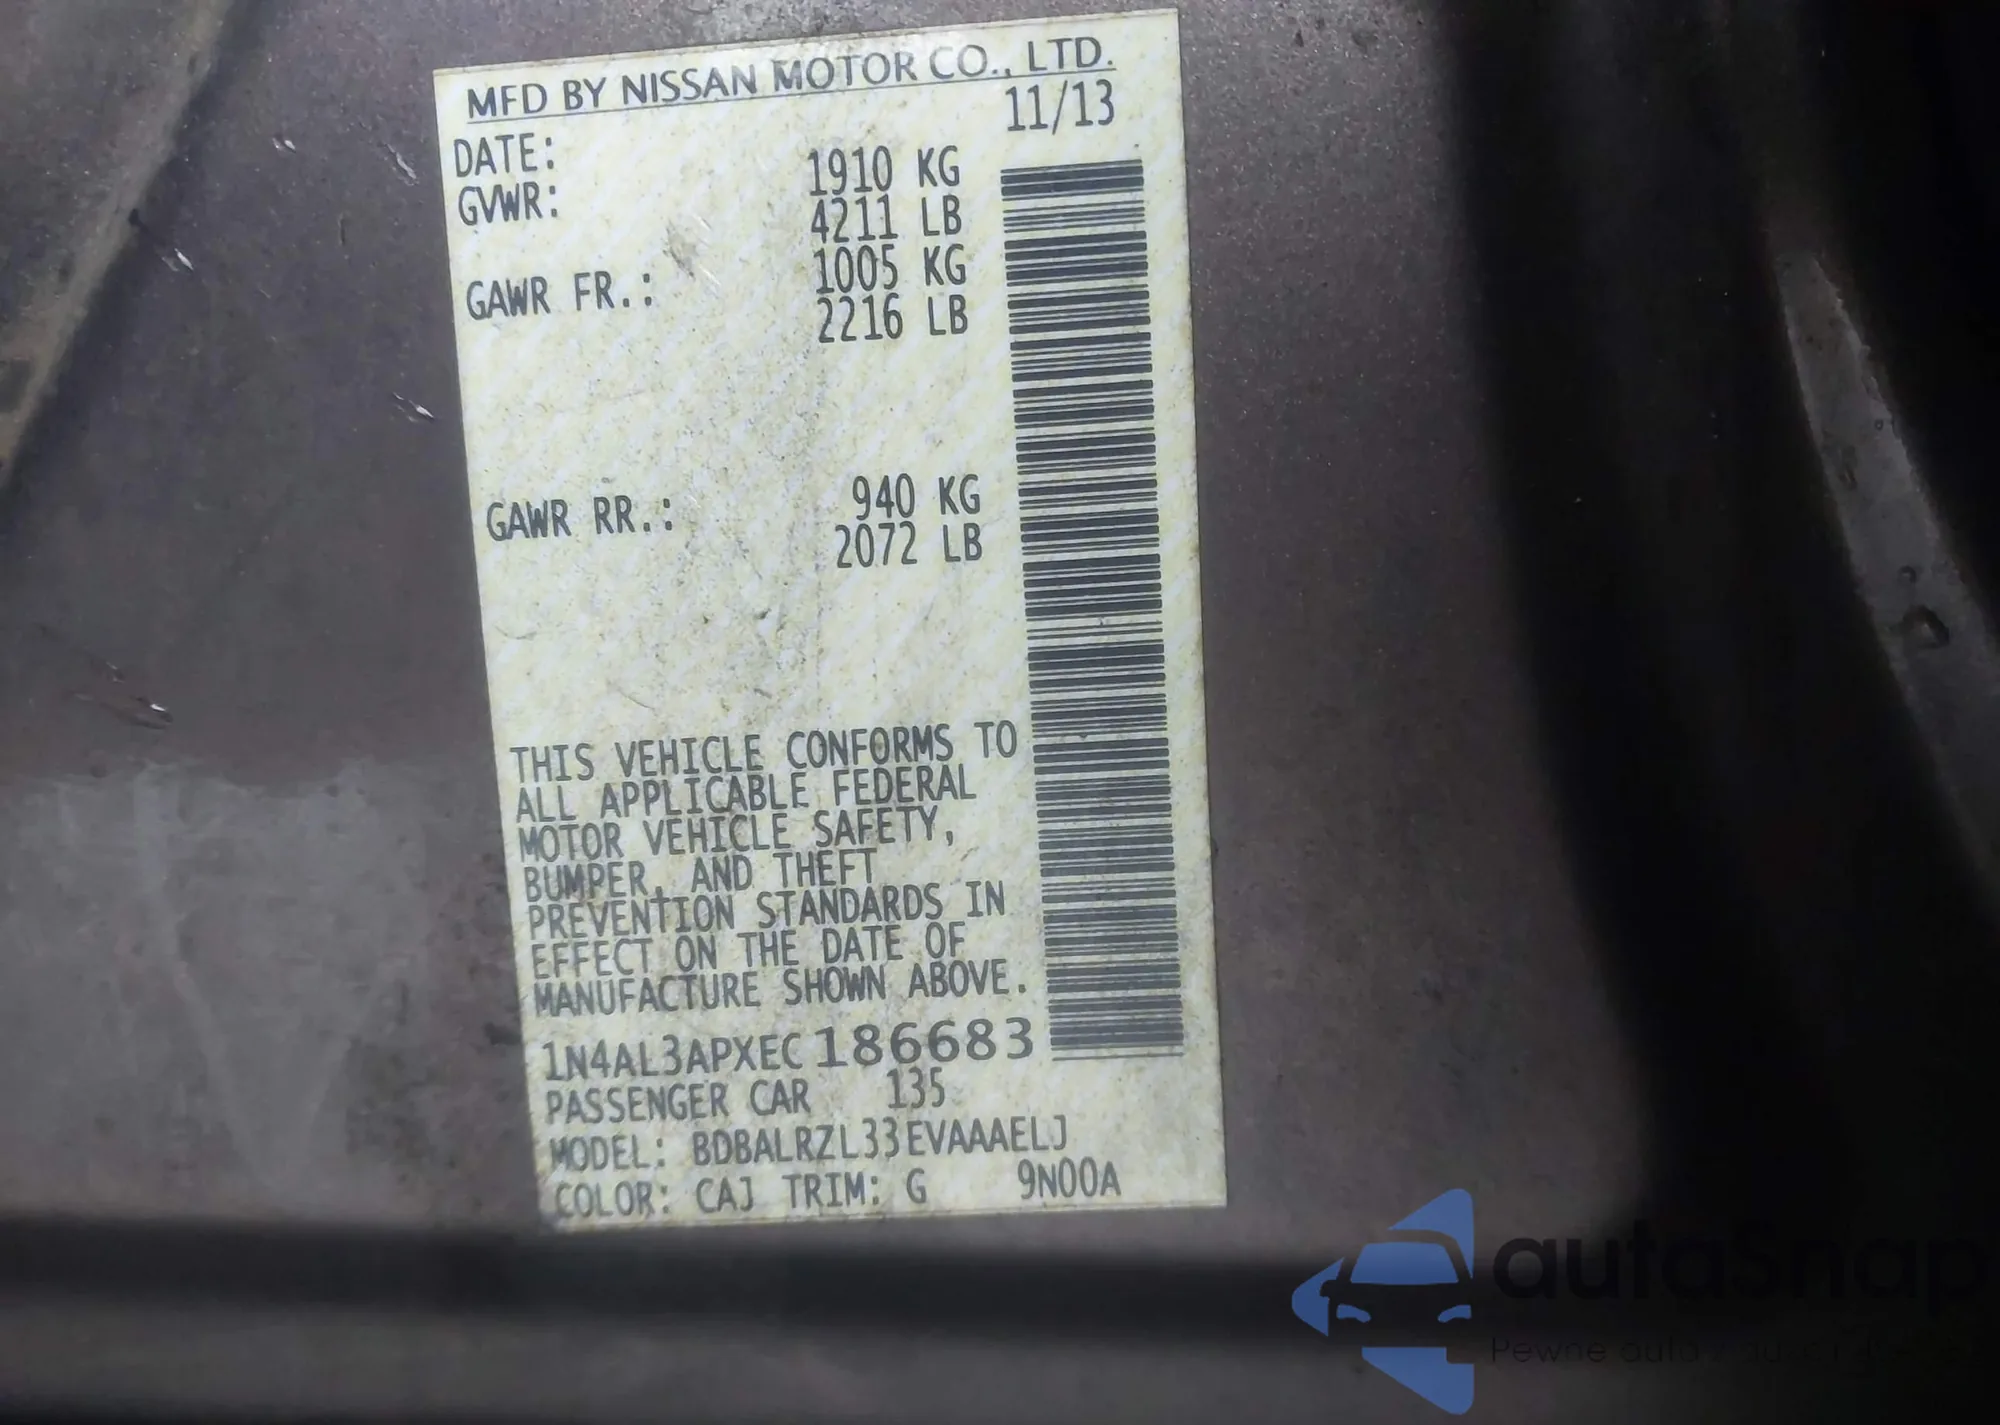 MFD BY NISSAN MOTOR CO., LTD.
DATE: 11/13
GVWR: 1910 KG
4211 LB
GAWR FR.: 1005 KG
2216 LB
GAWR RR.: 940 KG
2072 LB
THIS VEHICLE CONFORMS TO
ALL APPLICABLE FEDERAL
MOTOR VEHICLE SAFETY,
BUMPER, AND THEFT
PREVENTION STANDARDS IN
EFFECT ON THE DATE OF
MANUFACTURE SHOWN ABOVE.
1N4AL3APXEC186683
PASSENGER CAR 135
MODEL: BDBALRZL33EVAAAELJ
COLOR: CAJ TRIM: G 9N00A
autasnap
Pewne auto z